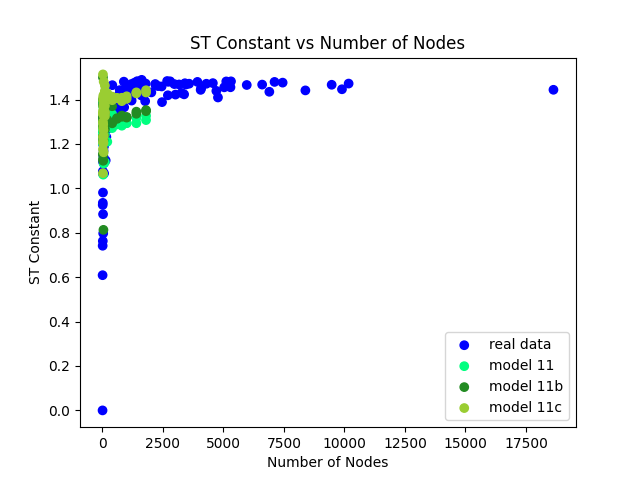 ST Constant vs Number of Nodes
ST Constant
1.4
1.2
1.0
0.8
0.6
0.4
0.2
0.0
0
2500
5000
7500
10000
12500
15000
17500
Number of Nodes
real data
model 11
model 11b
model 11c